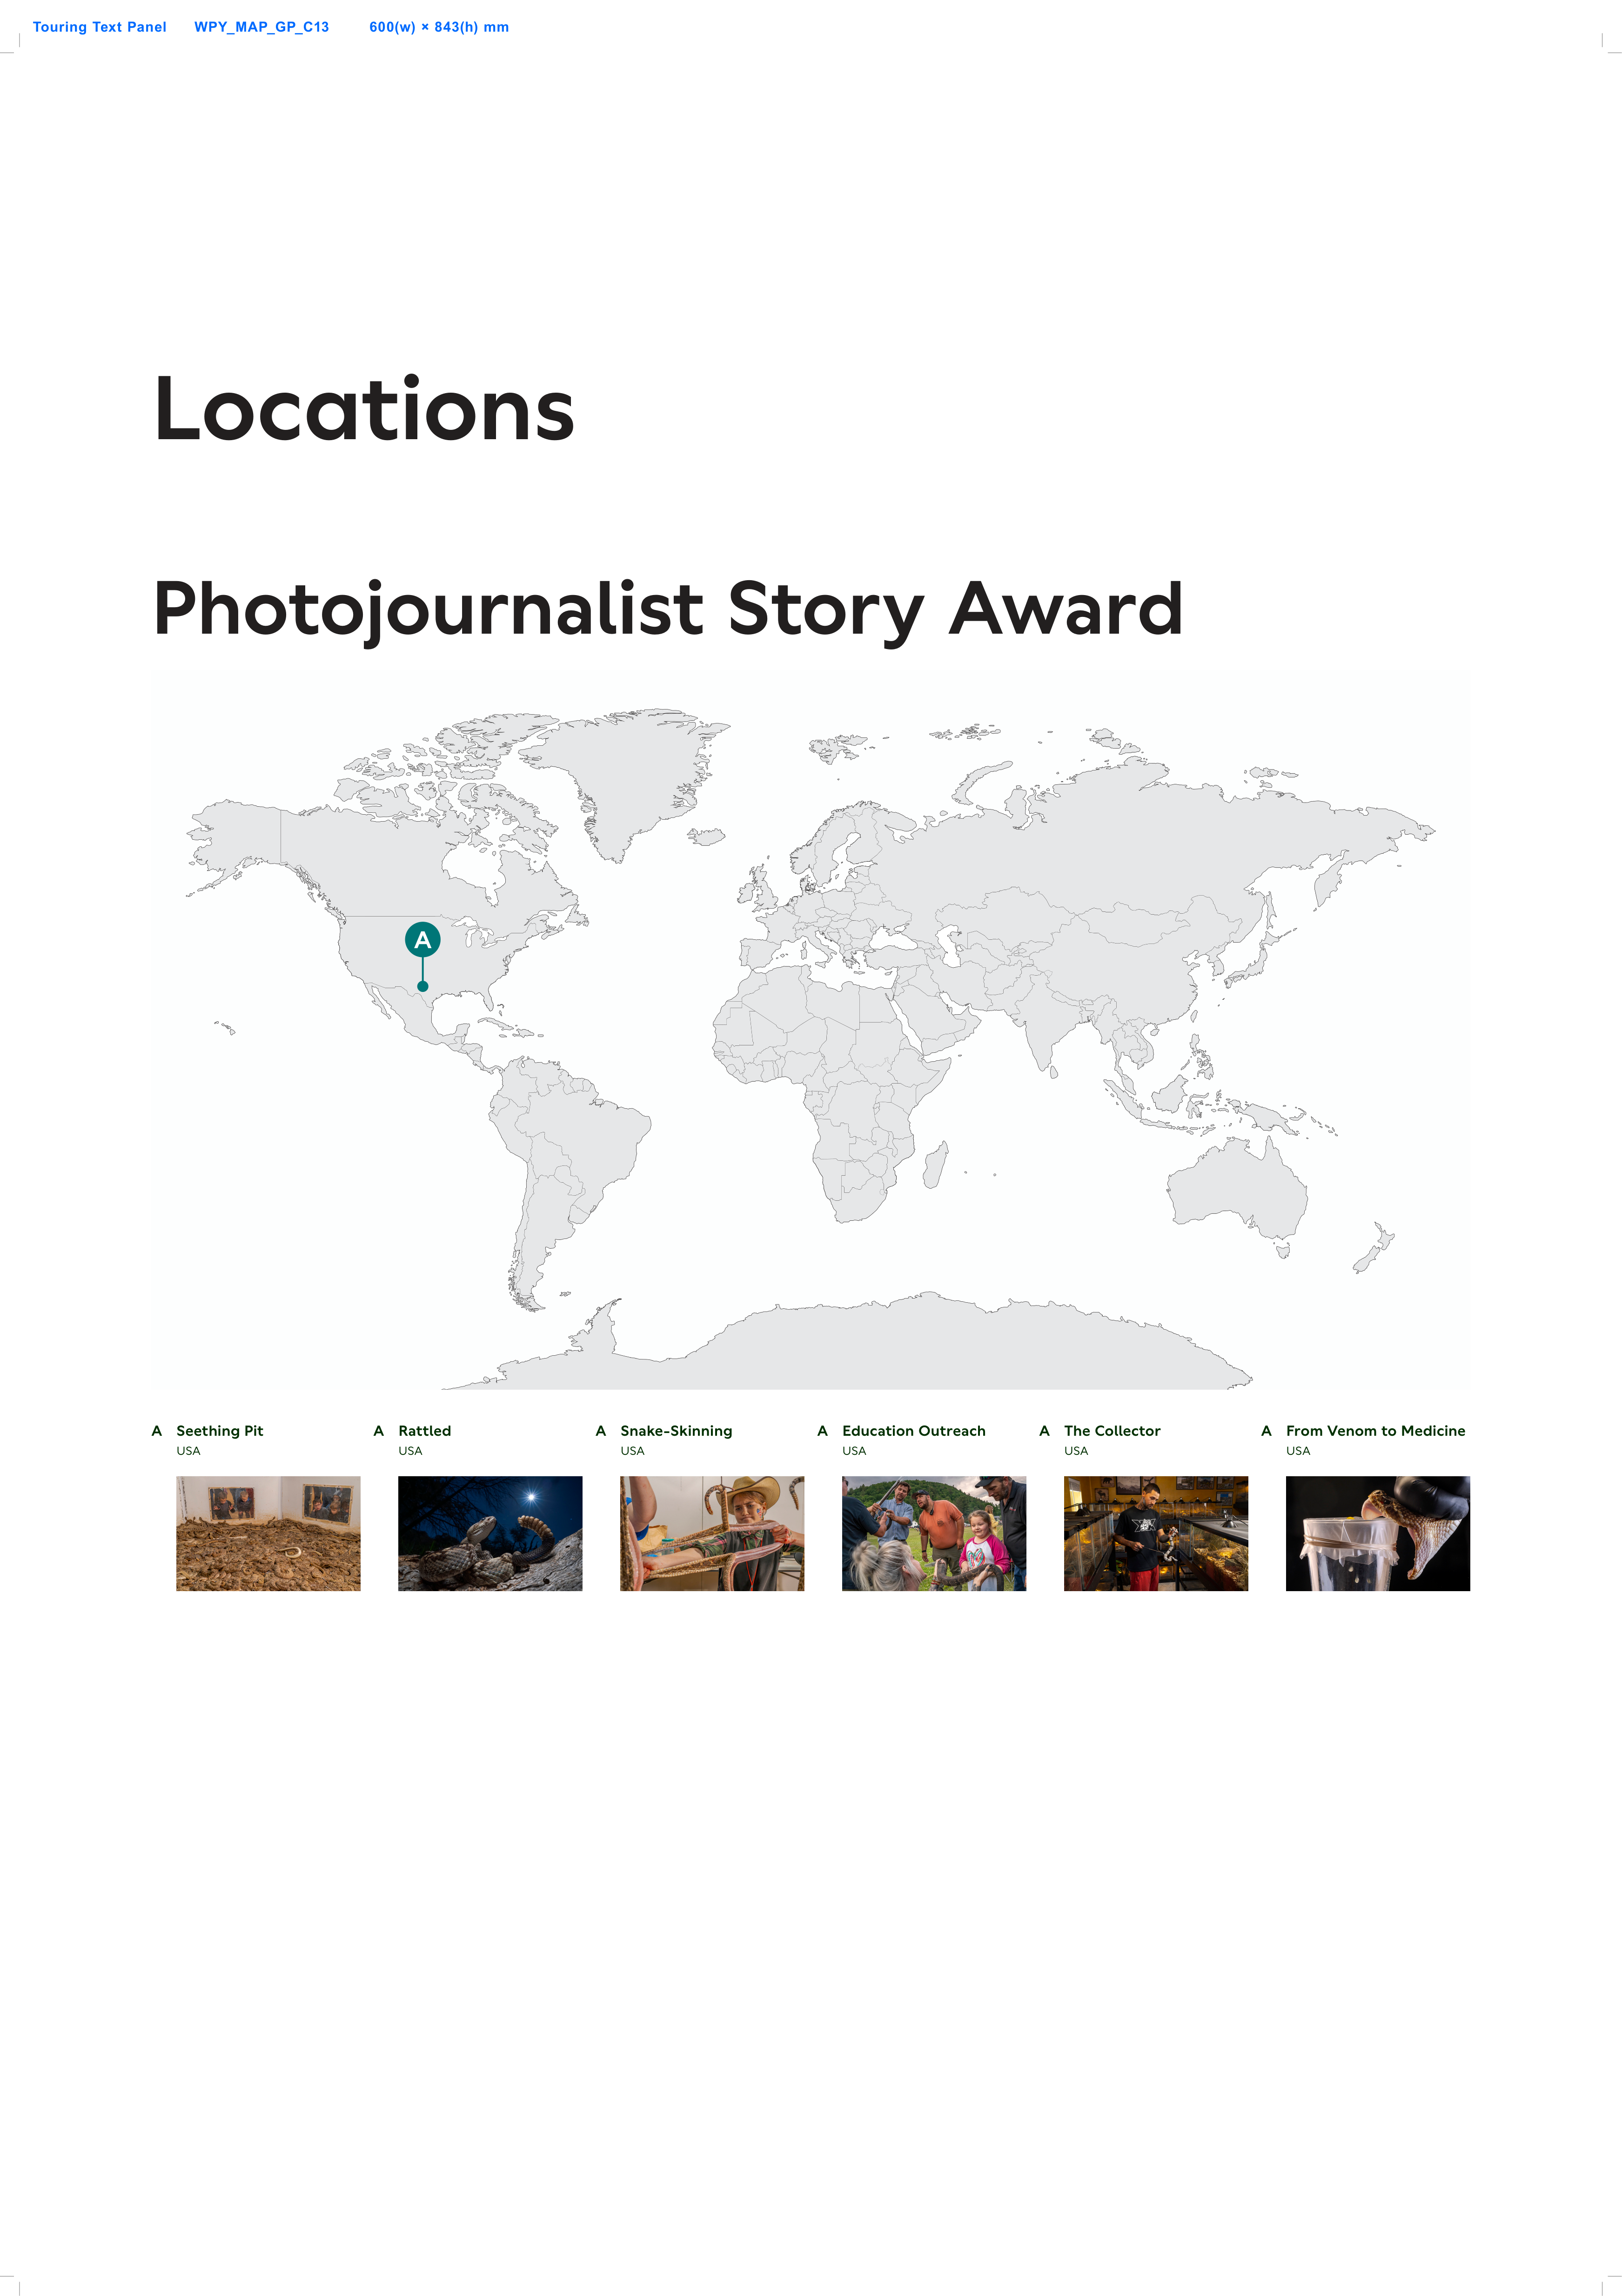 Touring Text Panel WPY_MAP_GP_C13 600(w) × 843(h) mm
Locations
Photojournalist Story Award
A
A Seething Pit
USA
A Rattled
USA
A Snake-Skinning
USA
A Education Outreach
USA
A The Collector
USA
A From Venom to Medicine
USA